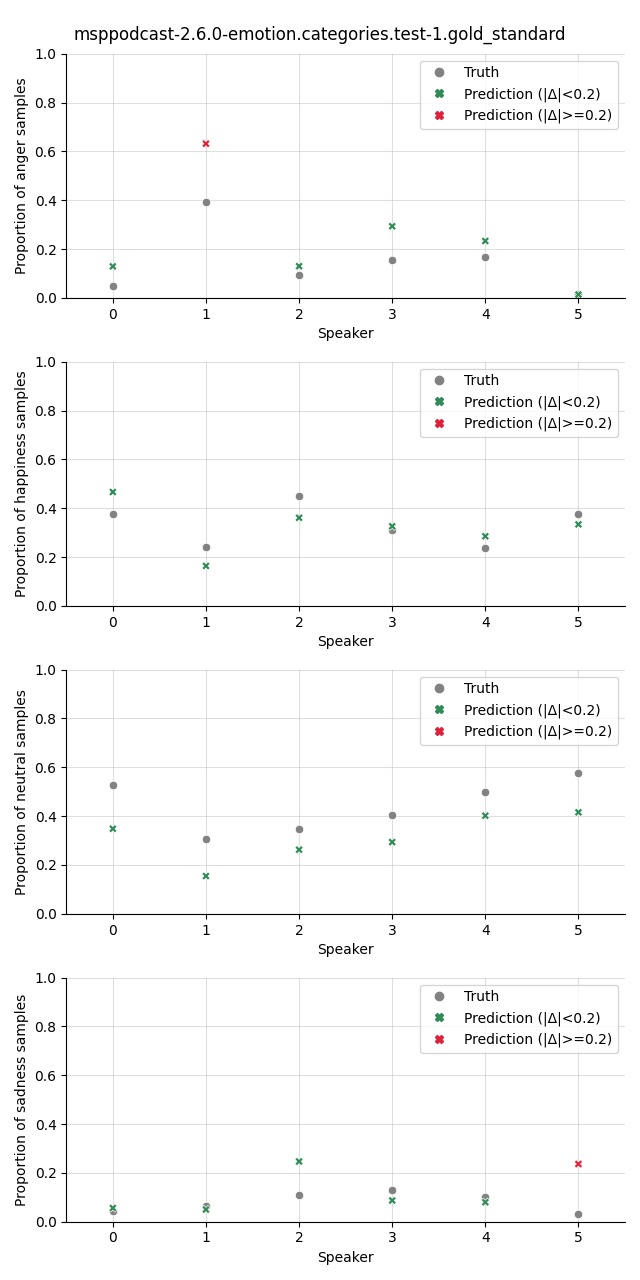 msppodcast-2.6.0-emotion.categories.test-1.gold_standard
1.0
0.8
0.6
0.4
0.2
0.0
Proportion of anger samples
Truth
Prediction (|Δ|<0.2)
Prediction (|Δ|>=0.2)
0 1 2 3 4 5
Speaker
1.0
0.8
0.6
0.4
0.2
0.0
Proportion of happiness samples
Truth
Prediction (|Δ|<0.2)
Prediction (|Δ|>=0.2)
0 1 2 3 4 5
Speaker
1.0
0.8
0.6
0.4
0.2
0.0
Proportion of neutral samples
Truth
Prediction (|Δ|<0.2)
Prediction (|Δ|>=0.2)
0 1 2 3 4 5
Speaker
1.0
0.8
0.6
0.4
0.2
0.0
Proportion of sadness samples
Truth
Prediction (|Δ|<0.2)
Prediction (|Δ|>=0.2)
0 1 2 3 4 5
Speaker